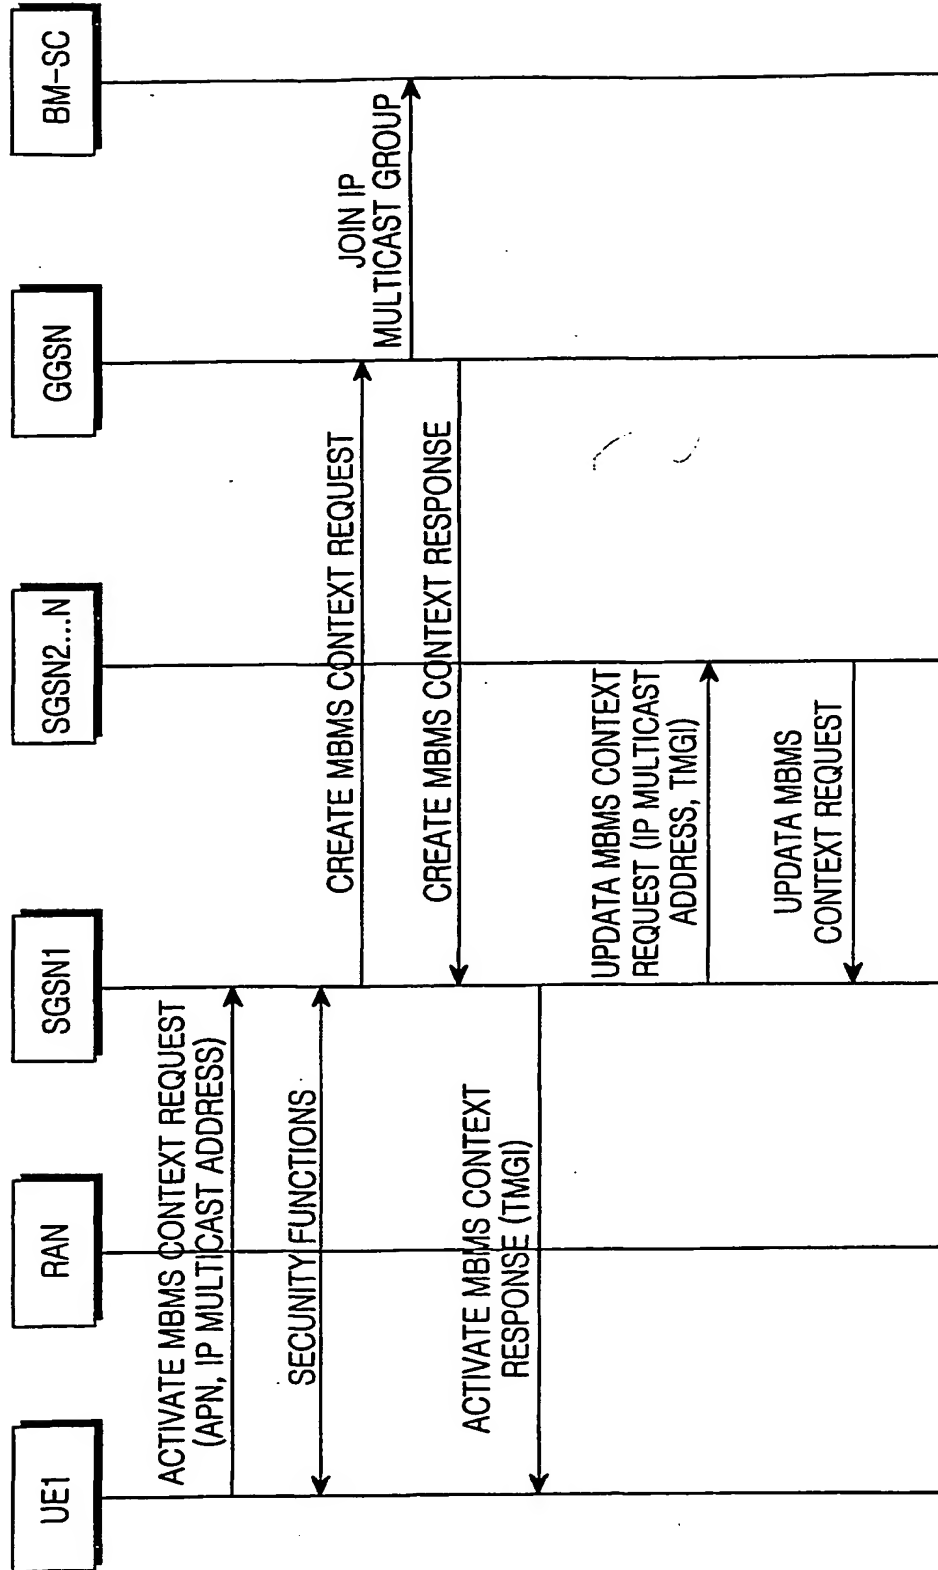 UE1
RAN
SGSN1
SGSN2...N
GGSN
BM-SC
ACTIVATE MBMS CONTEXT REQUEST
(APN, IP MULTICAST ADDRESS)
SECUNITY FUNCTIONS
CREATE MBMS CONTEXT REQUEST
JOIN IP
MULTICAST GROUP
CREATE MBMS CONTEXT RESPONSE
ACTIVATE MBMS CONTEXT
RESPONSE (TMGI)
UPDATA MBMS CONTEXT
REQUEST (IP MULTICAST
ADDRESS, TMGI)
UPDATA MBMS
CONTEXT REQUEST